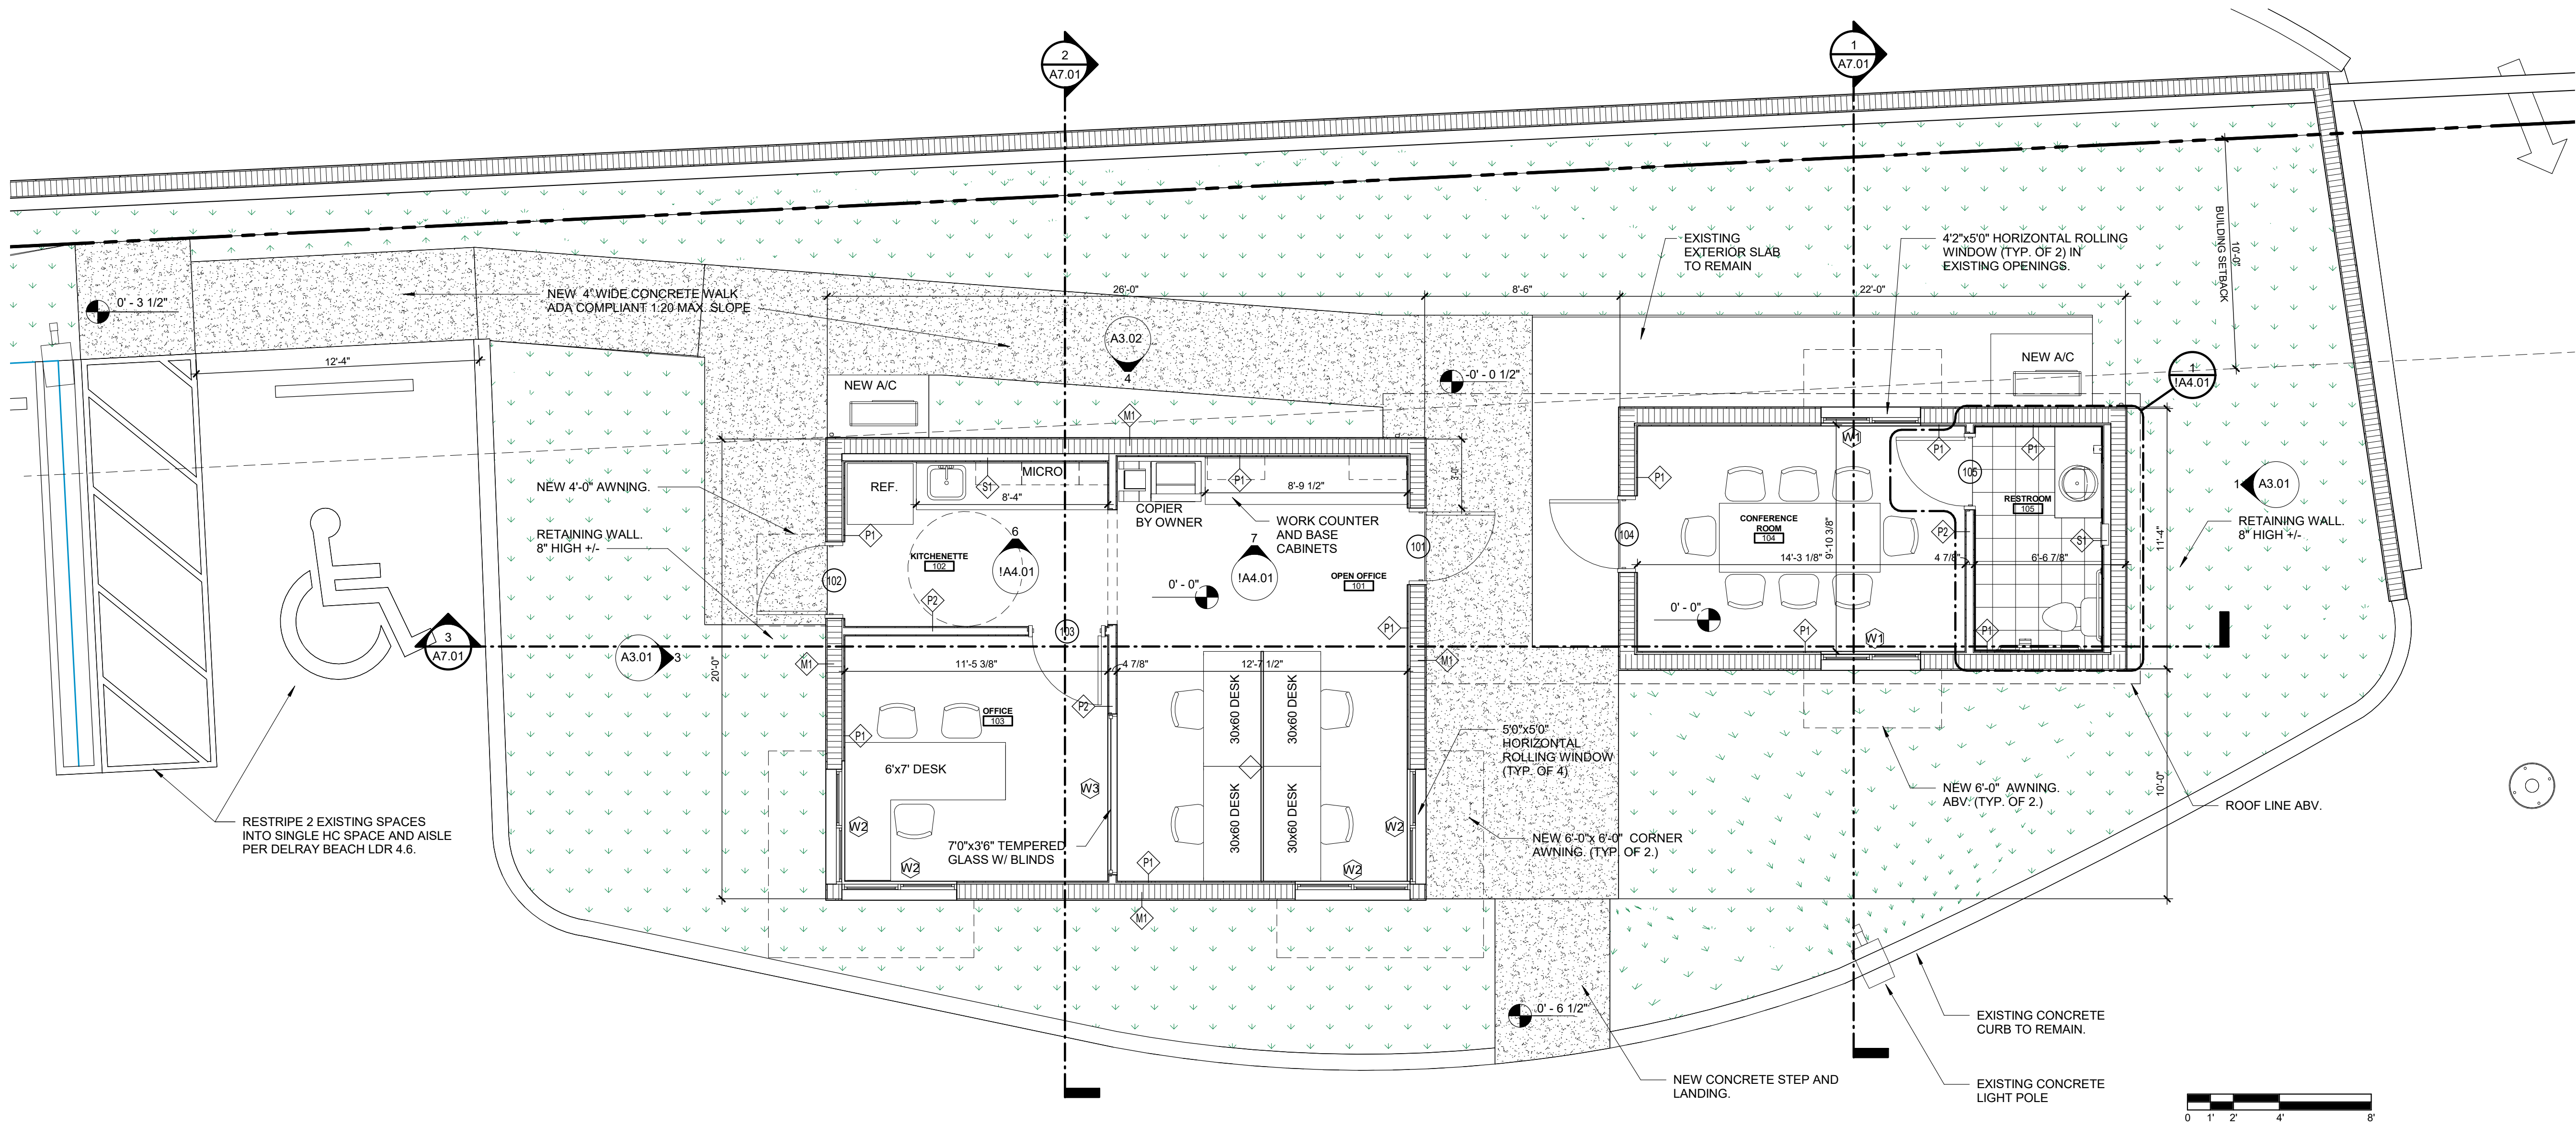 2
A7.01
1
A7.01
BUILDING SETBACK
10'-0"
EXISTING
EXTERIOR SLAB
TO REMAIN
4'2"x5'0" HORIZONTAL ROLLING
WINDOW (TYP. OF 2) IN
EXISTING OPENINGS.
0' - 3 1/2"
NEW 4' WIDE CONCRETE WALK
ADA COMPLIANT 1:20 MAX. SLOPE
26'-0"
8'-6"
22'-0"
12'-4"
A3.02
4
NEW A/C
-0' - 0 1/2"
NEW A/C
1
!A4.01
M1
W1
P1
P1
P1
105
REF.
MICRO
S1
8'-4"
P1
8'-9 1/2"
3'-0"
COPIER
BY OWNER
WORK COUNTER
AND BASE
CABINETS
NEW 4'-0" AWNING.
RETAINING WALL.
8" HIGH +/-
P1
KITCHENETTE
102
102
6
!A4.01
7
!A4.01
101
OPEN OFFICE
101
0' - 0"
P2
103
P1
104
CONFERENCE
ROOM
104
9'-10 3/8"
14'-3 1/8"
4 7/8"
6'-6 7/8"
P2
RESTROOM
105
S1
11'-4"
1
A3.01
RETAINING WALL.
8" HIGH +/-
0' - 0"
P1
W1
P1
3
A7.01
A3.01
3
20'-0"
M1
11'-5 3/8"
4 7/8"
12'-7 1/2"
M1
P2
OFFICE
103
P1
6'x7' DESK
30x60 DESK
30x60 DESK
30x60 DESK
30x60 DESK
5'0"x5'0"
HORIZONTAL
ROLLING WINDOW
(TYP. OF 4)
W3
W2
W2
W2
W2
7'0"x3'6" TEMPERED
GLASS W/ BLINDS
P1
M1
NEW 6'-0"x 6'-0" CORNER
AWNING. (TYP. OF 2.)
NEW 6'-0" AWNING.
ABV. (TYP. OF 2.)
10'-0"
ROOF LINE ABV.
RESTRIPE 2 EXISTING SPACES
INTO SINGLE HC SPACE AND AISLE
PER DELRAY BEACH LDR 4.6.
0' - 6 1/2"
EXISTING CONCRETE
CURB TO REMAIN.
NEW CONCRETE STEP AND
LANDING.
EXISTING CONCRETE
LIGHT POLE
0 1' 2' 4' 8'